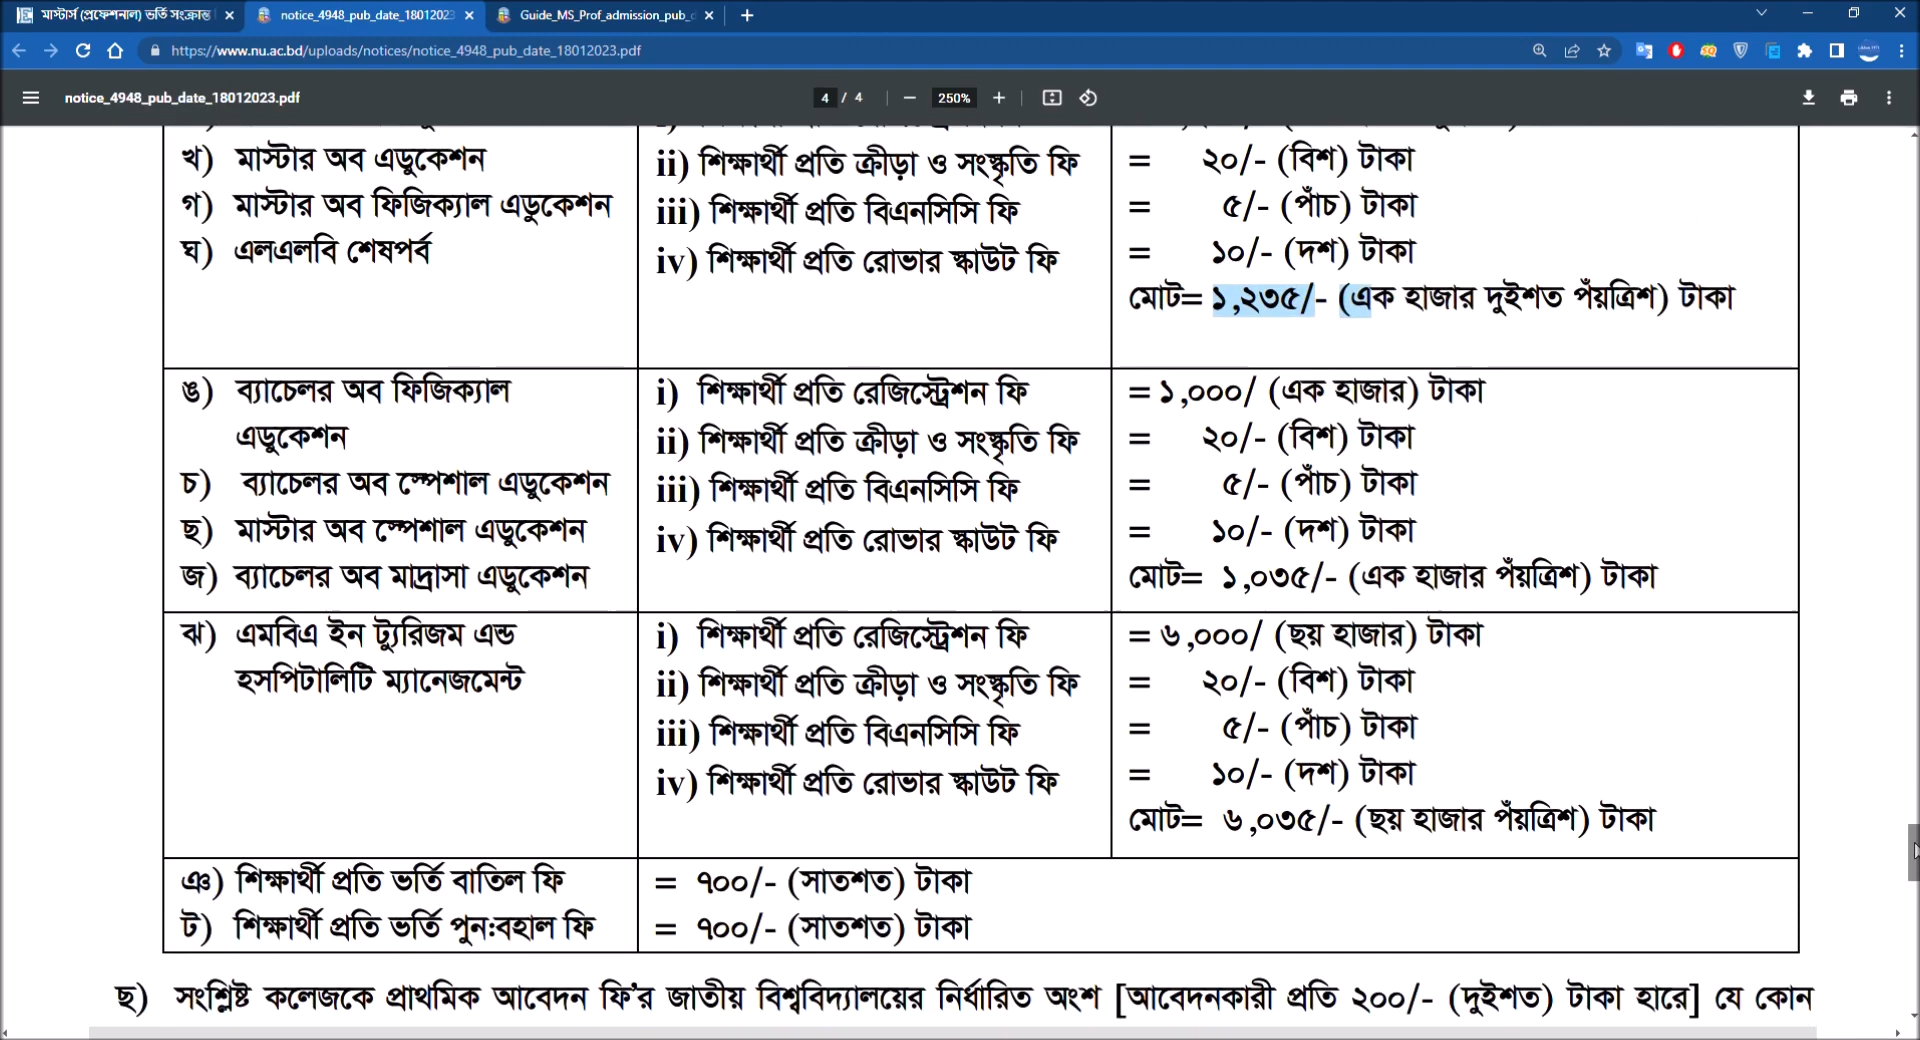 মাস্টার্স (প্রফেশনাল) ভর্তি সংক্রান্ত
notice_4948_pub_date_18012023
Guide_MS_Prof_admission_pub_d
https://www.nu.ac.bd/uploads/notices/notice_4948_pub_date_18012023.pdf
notice_4948_pub_date_18012023.pdf
4 / 4
250%
খ) মাস্টার অব এডুকেশন
ii) শিক্ষার্থী প্রতি ক্রীড়া ও সংস্কৃতি ফি
= ২০/- (বিশ) টাকা
গ) মাস্টার অব ফিজিক্যাল এডুকেশন
iii) শিক্ষার্থী প্রতি বিএনসিসি ফি
= ৫/- (পাঁচ) টাকা
ঘ) এলএলবি শেষপর্ব
iv) শিক্ষার্থী প্রতি রোভার স্কাউট ফি
= ১০/- (দশ) টাকা
মোট= ১,২৩৫/- (এক হাজার দুইশত পঁয়ত্রিশ) টাকা
ঙ) ব্যাচেলর অব ফিজিক্যাল
এডুকেশন
চ) ব্যাচেলর অব স্পেশাল এডুকেশন
ছ) মাস্টার অব স্পেশাল এডুকেশন
জ) ব্যাচেলর অব মাদ্রাসা এডুকেশন
i) শিক্ষার্থী প্রতি রেজিস্ট্রেশন ফি
ii) শিক্ষার্থী প্রতি ক্রীড়া ও সংস্কৃতি ফি
iii) শিক্ষার্থী প্রতি বিএনসিসি ফি
iv) শিক্ষার্থী প্রতি রোভার স্কাউট ফি
= ১,০০০/ (এক হাজার) টাকা
= ২০/- (বিশ) টাকা
= ৫/- (পাঁচ) টাকা
= ১০/- (দশ) টাকা
মোট= ১,০৩৫/- (এক হাজার পঁয়ত্রিশ) টাকা
ঝ) এমবিএ ইন ট্যুরিজম এন্ড
হসপিটালিটি ম্যানেজমেন্ট
i) শিক্ষার্থী প্রতি রেজিস্ট্রেশন ফি
ii) শিক্ষার্থী প্রতি ক্রীড়া ও সংস্কৃতি ফি
iii) শিক্ষার্থী প্রতি বিএনসিসি ফি
iv) শিক্ষার্থী প্রতি রোভার স্কাউট ফি
= ৬,০০০/ (ছয় হাজার) টাকা
= ২০/- (বিশ) টাকা
= ৫/- (পাঁচ) টাকা
= ১০/- (দশ) টাকা
মোট= ৬,০৩৫/- (ছয় হাজার পঁয়ত্রিশ) টাকা
ঞ) শিক্ষার্থী প্রতি ভর্তি বাতিল ফি = ৭০০/- (সাতশত) টাকা
ট) শিক্ষার্থী প্রতি ভর্তি পুন:বহাল ফি = ৭০০/- (সাতশত) টাকা
ছ) সংশ্লিষ্ট কলেজকে প্রাথমিক আবেদন ফি'র জাতীয় বিশ্ববিদ্যালয়ের নির্ধারিত অংশ [আবেদনকারী প্রতি ২০০/- (দুইশত) টাকা হারে] যে কোন